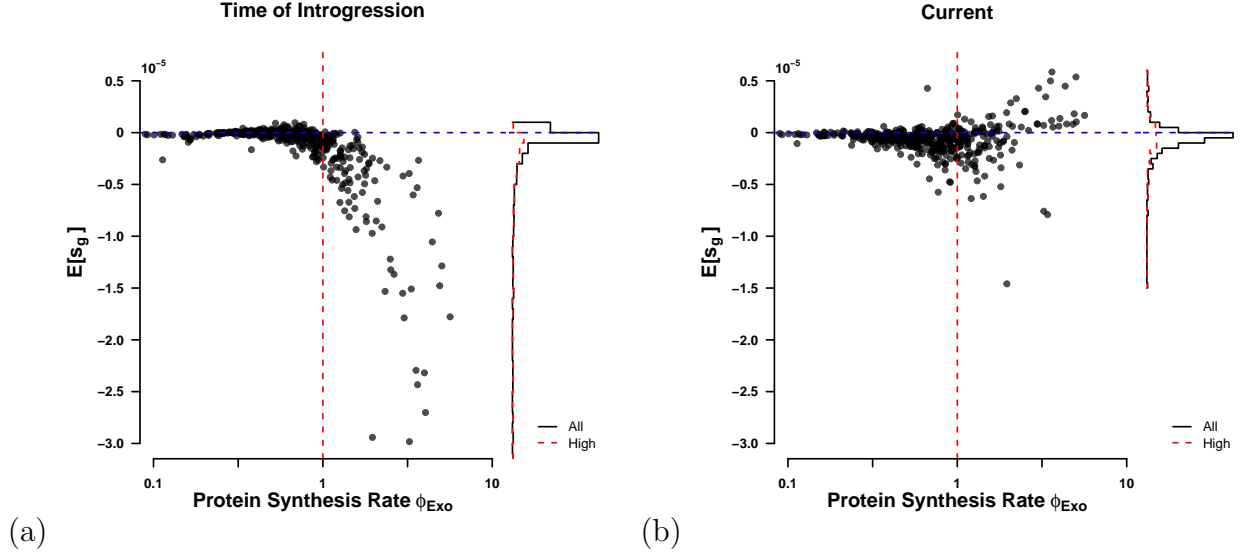 Time of Introgression
10⁻⁵
0.5
0
−0.5
−1.0
−1.5
−2.0
−2.5
−3.0
E[s_g]
0.1 1 10
Protein Synthesis Rate ϕ_Exo
All
High
(a)
Current
10⁻⁵
0.5
0
−0.5
−1.0
−1.5
−2.0
−2.5
−3.0
E[s_g]
0.1 1 10
Protein Synthesis Rate ϕ_Exo
All
High
(b)